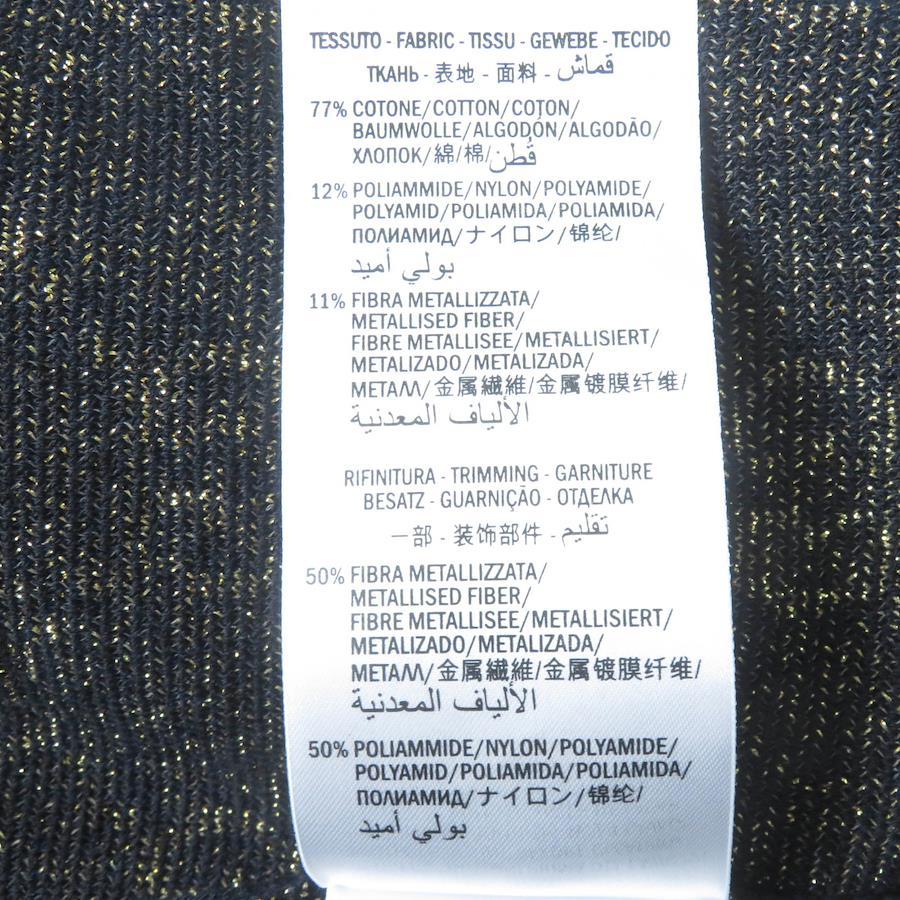 TESSUTO - FABRIC - TISSU - GEWEBE - TECIDO
ТКАНЬ - 表地 - 面料 - قماش
77% COTONE/COTTON/COTON/
BAUMWOLLE/ALGODÓN/ALGODÃO/
ХЛОПОК/綿/棉/قُطن
12% POLIAMMIDE/NYLON/POLYAMIDE/
POLYAMID/POLIAMIDA/POLIAMIDA/
ПОЛИАМИД/ナイロン/锦纶/
بولي أميد
11% FIBRA METALLIZZATA/
METALLISED FIBER/
FIBRE METALLISEE/METALLISIERT/
METALIZADO/METALIZADA/
МЕТАЛЛ/金属繊維/金属镀膜纤维/
الألياف المعدنية
RIFINITURA - TRIMMING - GARNITURE
BESATZ - GUARNIÇÃO - ОТДЕЛКА
一部 - 装饰部件 - تقليم
50% FIBRA METALLIZZATA/
METALLISED FIBER/
FIBRE METALLISEE/METALLISIERT/
METALIZADO/METALIZADA/
МЕТАЛЛ/金属繊維/金属镀膜纤维/
الألياف المعدنية
50% POLIAMMIDE/NYLON/POLYAMIDE/
POLYAMID/POLIAMIDA/POLIAMIDA/
ПОЛИАМИД/ナイロン/锦纶/
بولي أميد